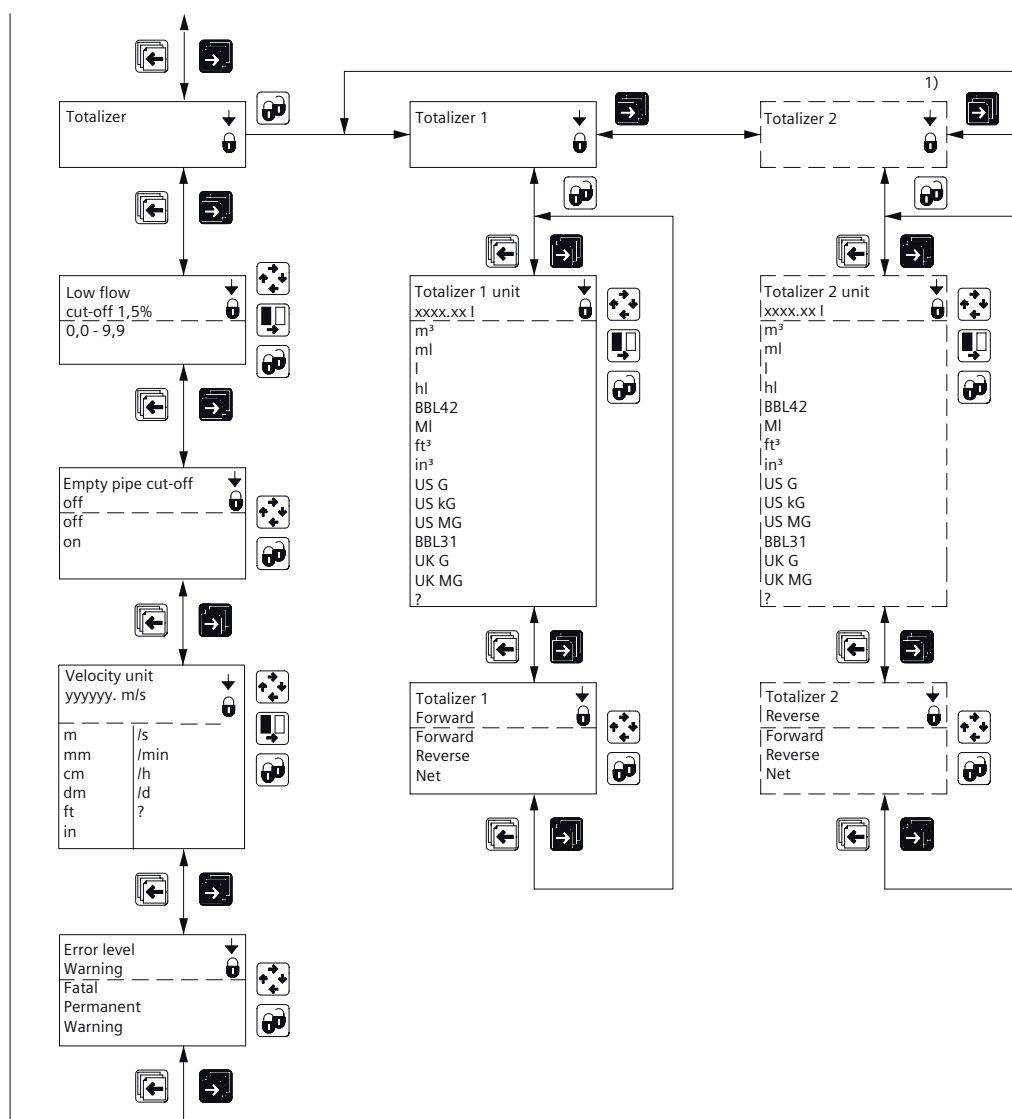 Totalizer
Low flow
cut-off 1,5%
0,0 - 9,9
Empty pipe cut-off
off
off
on
Velocity unit
yyyyyy. m/s
m /s
mm /min
cm /h
dm /d
ft ?
in
Error level
Warning
Fatal
Permanent
Warning
Totalizer 1
Totalizer 1 unit
xxxx.xx l
m³
ml
l
hl
BBL42
Ml
ft³
in³
US G
US kG
US MG
BBL31
UK G
UK MG
?
Totalizer 1
Forward
Forward
Reverse
Net
1)
Totalizer 2
Totalizer 2 unit
xxxx.xx l
m³
ml
l
hl
BBL42
Ml
ft³
in³
US G
US kG
US MG
BBL31
UK G
UK MG
?
Totalizer 2
Reverse
Forward
Reverse
Net